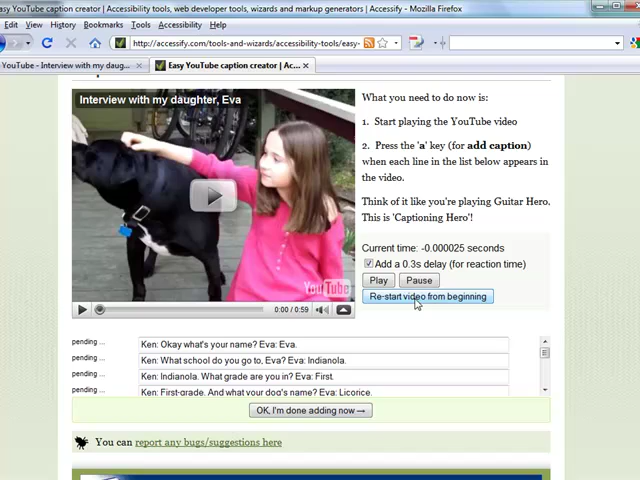 asy YouTube caption creator | Accessibility tools, web developer tools, wizards and markup generators | Accessify - Mozilla Firefox
Edit View History Bookmarks Tools Accessibility Help
http://accessify.com/tools-and-wizards/accessibility-tools/easy-
YouTube - Interview with my daug...
Easy YouTube caption creator | Ac...
Interview with my daughter, Eva
YouTube
0:00 / 0:59
What you need to do now is:
1. Start playing the YouTube video
2. Press the 'a' key (for add caption) when each line in the list below appears in the video.
Think of it like you're playing Guitar Hero. This is 'Captioning Hero'!
Current time: -0.000025 seconds
Add a 0.3s delay (for reaction time)
Play Pause
Re-start video from beginning
pending ... Ken: Okay what's your name? Eva: Eva.
pending ... Ken: What school do you go to, Eva? Eva: Indianola.
pending ... Ken: Indianola. What grade are you in? Eva: First.
pending ... Ken: First-grade. And what your dog's name? Eva: Licorice.
OK, I'm done adding now →
You can report any bugs/suggestions here